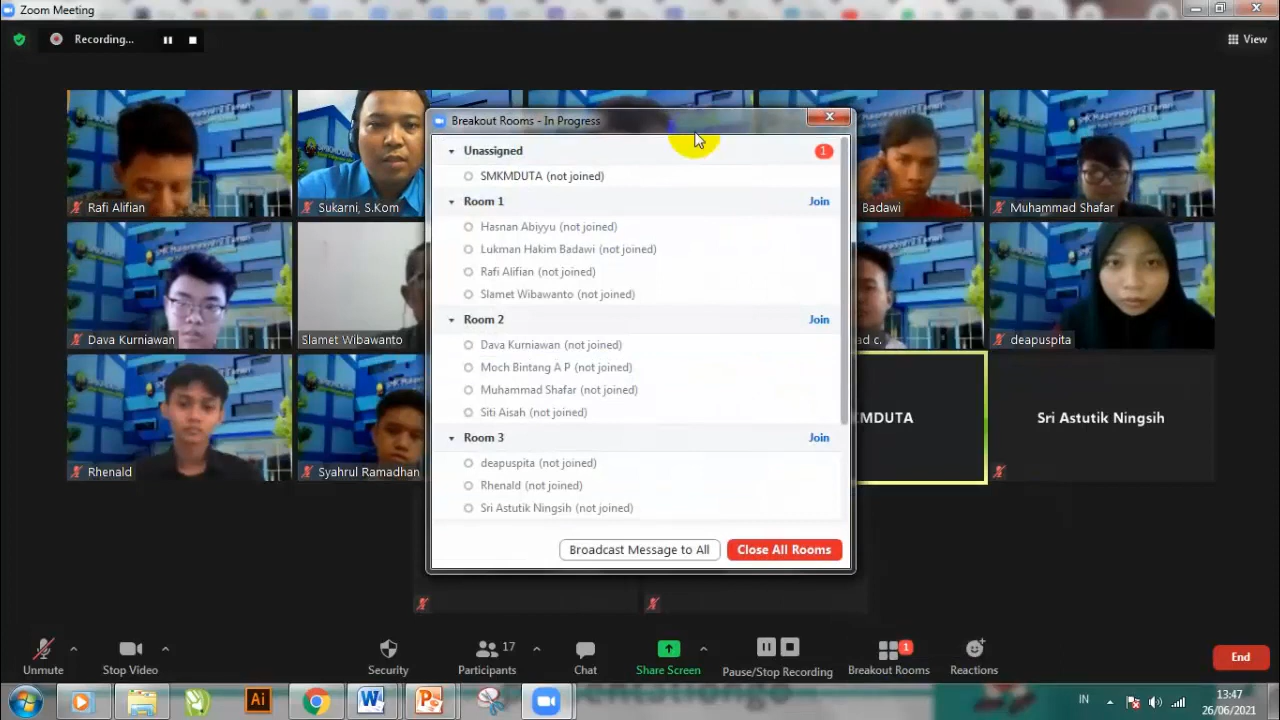 Zoom Meeting
Recording...
View
Breakout Rooms - In Progress
Unassigned
1
SMKMDUTA (not joined)
Room 1
Join
Hasnan Abiyyu (not joined)
Lukman Hakim Badawi (not joined)
Rafi Alifian (not joined)
Slamet Wibawanto (not joined)
Room 2
Join
Dava Kurniawan (not joined)
Moch Bintang A P (not joined)
Muhammad Shafar (not joined)
Siti Aisah (not joined)
Room 3
Join
deapuspita (not joined)
Rhenald (not joined)
Sri Astutik Ningsih (not joined)
Broadcast Message to All
Close All Rooms
Rafi Alifian
Sukarni, S.Kom
Badawi
Muhammad Shafar
Dava Kurniawan
Slamet Wibawanto
ad c.
deapuspita
Rhenald
Syahrul Ramadhan
KMDUTA
Sri Astutik Ningsih
Unmute
Stop Video
Security
Participants
17
Chat
Share Screen
Pause/Stop Recording
Breakout Rooms
1
Reactions
End
Ai
IN
13:47
26/06/2021